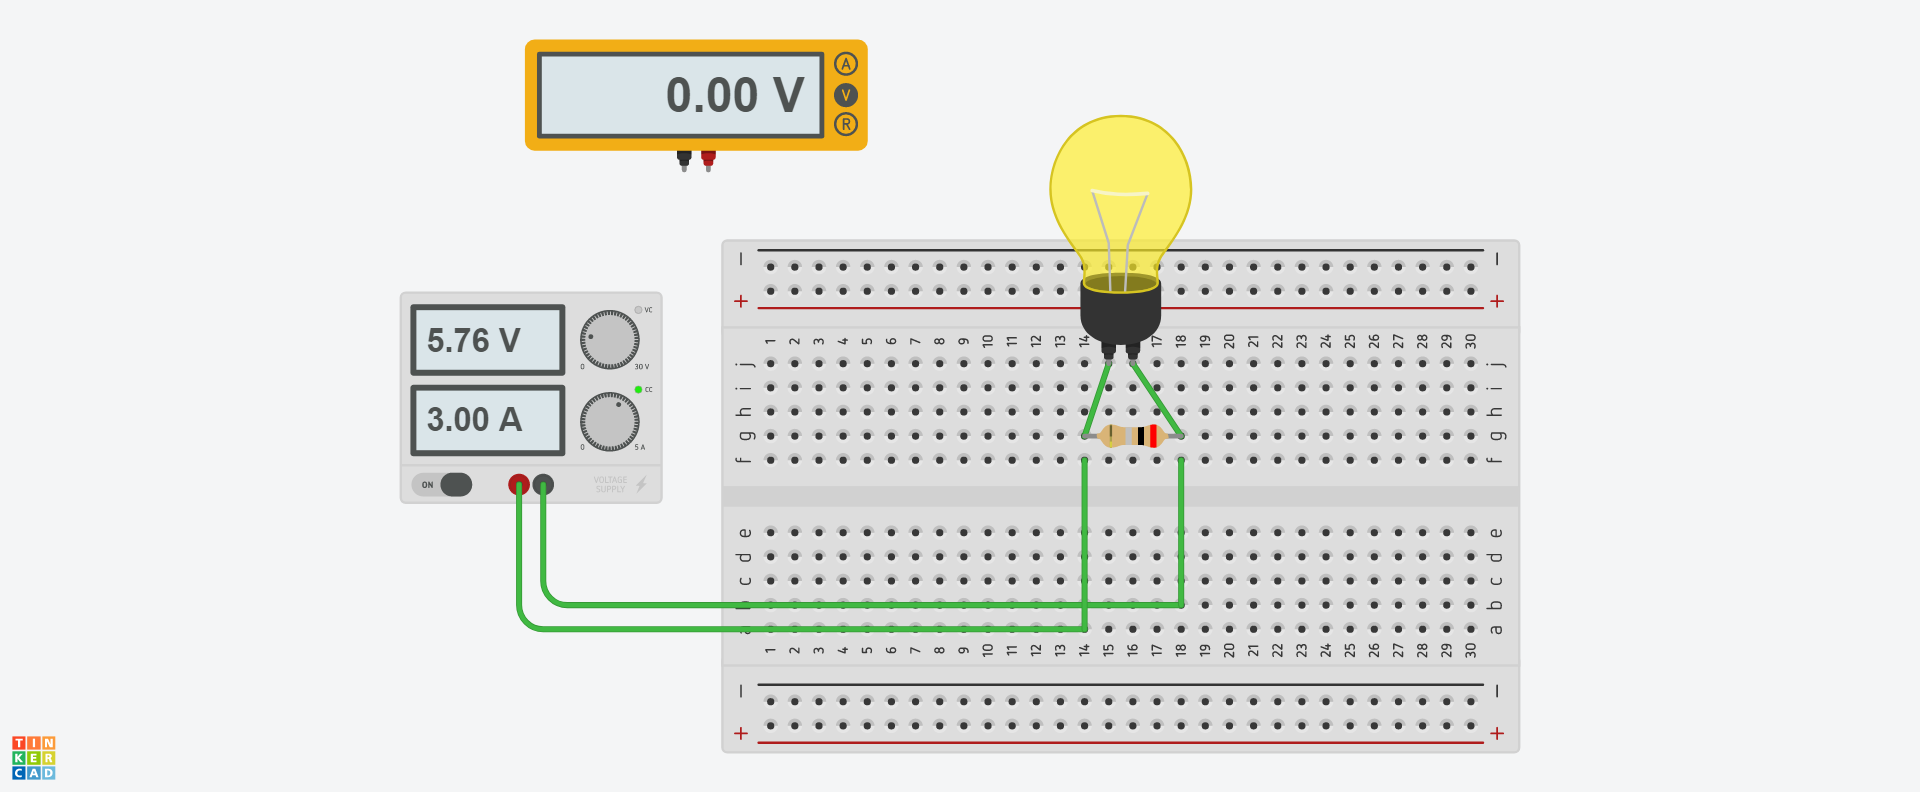 0.00 V
A
V
R
5.76 V
VC
0 30 V
3.00 A
CC
0 5 A
ON
VOLTAGE
SUPPLY
− −
+ +
1 2 3 4 5 6 7 8 9 10 11 12 13 14 17 18 19 20 21 22 23 24 25 26 27 28 29 30
j j
i i
h h
g g
f f
e e
d d
c c
b b
a a
1 2 3 4 5 6 7 8 9 10 11 12 13 14 15 16 17 18 19 20 21 22 23 24 25 26 27 28 29 30
− −
+ +
TIN
KER
CAD